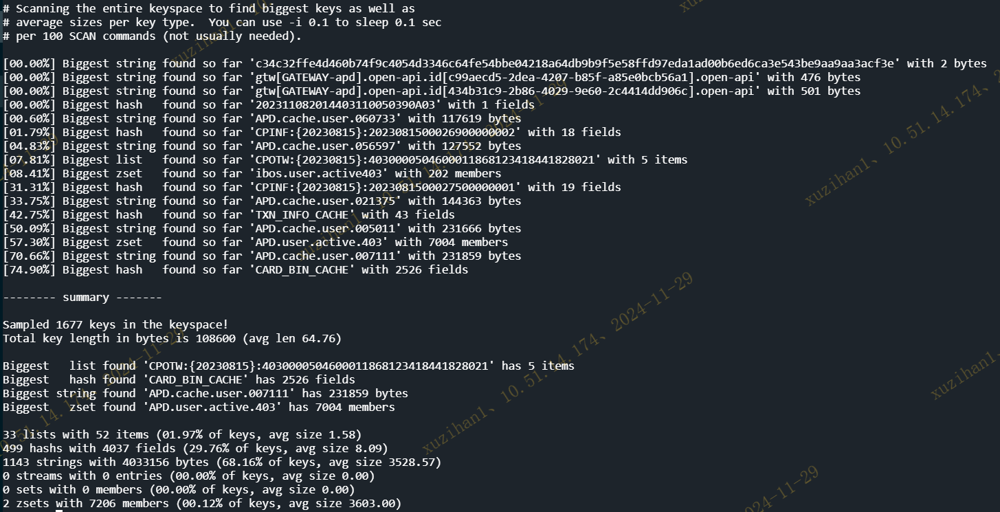 # Scanning the entire keyspace to find biggest keys as well as
# average sizes per key type.  You can use -i 0.1 to sleep 0.1 sec
# per 100 SCAN commands (not usually needed).
[00.00%] Biggest string found so far 'c34c32ffe4d460b74f9c4054d3346c64fe54bbe04218a64db9b9f5e58ffd97eda1ad00b6ed6ca3e543be9aa9aa3acf3e' with 2 bytes
[00.00%] Biggest string found so far 'gtw[GATEWAY-apd].open-api.id[c99aecd5-2dea-4207-b85f-a85e0bcb56a1].open-api' with 476 bytes
[00.00%] Biggest string found so far 'gtw[GATEWAY-apd].open-api.id[434b31c9-2b86-4029-9e60-2c4414dd906c].open-api' with 501 bytes
[00.00%] Biggest hash   found so far '202311082014403110050390A03' with 1 fields
[00.60%] Biggest string found so far 'APD.cache.user.060733' with 117619 bytes
[01.79%] Biggest hash   found so far 'CPINF:{20230815}:2023081500026900000002' with 18 fields
[04.83%] Biggest string found so far 'APD.cache.user.056597' with 127552 bytes
[07.81%] Biggest list   found so far 'CPOTW:{20230815}:4030000504600011868123418441828021' with 5 items
[08.41%] Biggest zset   found so far 'ibos.user.active403' with 202 members
[31.31%] Biggest hash   found so far 'CPINF:{20230815}:2023081500027500000001' with 19 fields
[33.75%] Biggest string found so far 'APD.cache.user.021375' with 144363 bytes
[42.75%] Biggest hash   found so far 'TXN_INFO_CACHE' with 43 fields
[50.09%] Biggest string found so far 'APD.cache.user.005011' with 231666 bytes
[57.30%] Biggest zset   found so far 'APD.user.active.403' with 7004 members
[70.66%] Biggest string found so far 'APD.cache.user.007111' with 231859 bytes
[74.90%] Biggest hash   found so far 'CARD_BIN_CACHE' with 2526 fields
-------- summary -------
Sampled 1677 keys in the keyspace!
Total key length in bytes is 108600 (avg len 64.76)
Biggest   list found 'CPOTW:{20230815}:4030000504600011868123418441828021' has 5 items
Biggest   hash found 'CARD_BIN_CACHE' has 2526 fields
Biggest string found 'APD.cache.user.007111' has 231859 bytes
Biggest   zset found 'APD.user.active.403' has 7004 members
33 lists with 52 items (01.97% of keys, avg size 1.58)
499 hashs with 4037 fields (29.76% of keys, avg size 8.09)
1143 strings with 4033156 bytes (68.16% of keys, avg size 3528.57)
0 streams with 0 entries (00.00% of keys, avg size 0.00)
0 sets with 0 members (00.00% of keys, avg size 0.00)
2 zsets with 7206 members (00.12% of keys, avg size 3603.00)
xuzihan1、10.51.14.174、2024-11-29